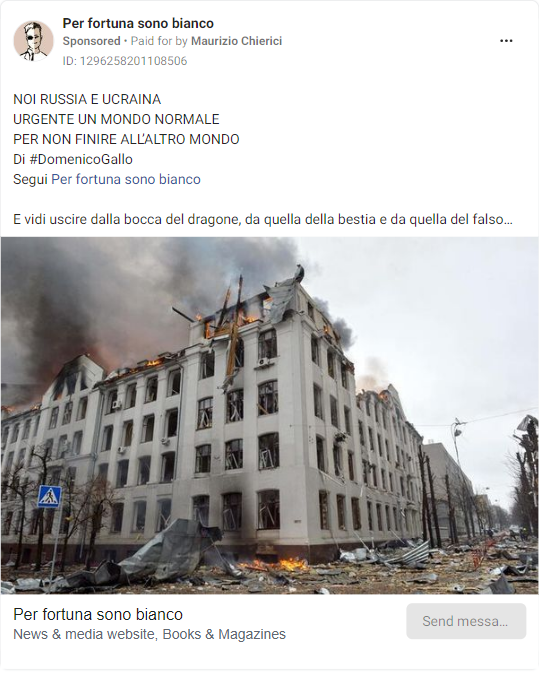 Per fortuna sono bianco
Sponsored • Paid for by Maurizio Chierici
ID: 1296258201108506
NOI RUSSIA E UCRAINA
URGENTE UN MONDO NORMALE
PER NON FINIRE ALL’ALTRO MONDO
Di #DomenicoGallo
Segui Per fortuna sono bianco
E vidi uscire dalla bocca del dragone, da quella della bestia e da quella del falso…
Per fortuna sono bianco
News & media website, Books & Magazines
Send messa…